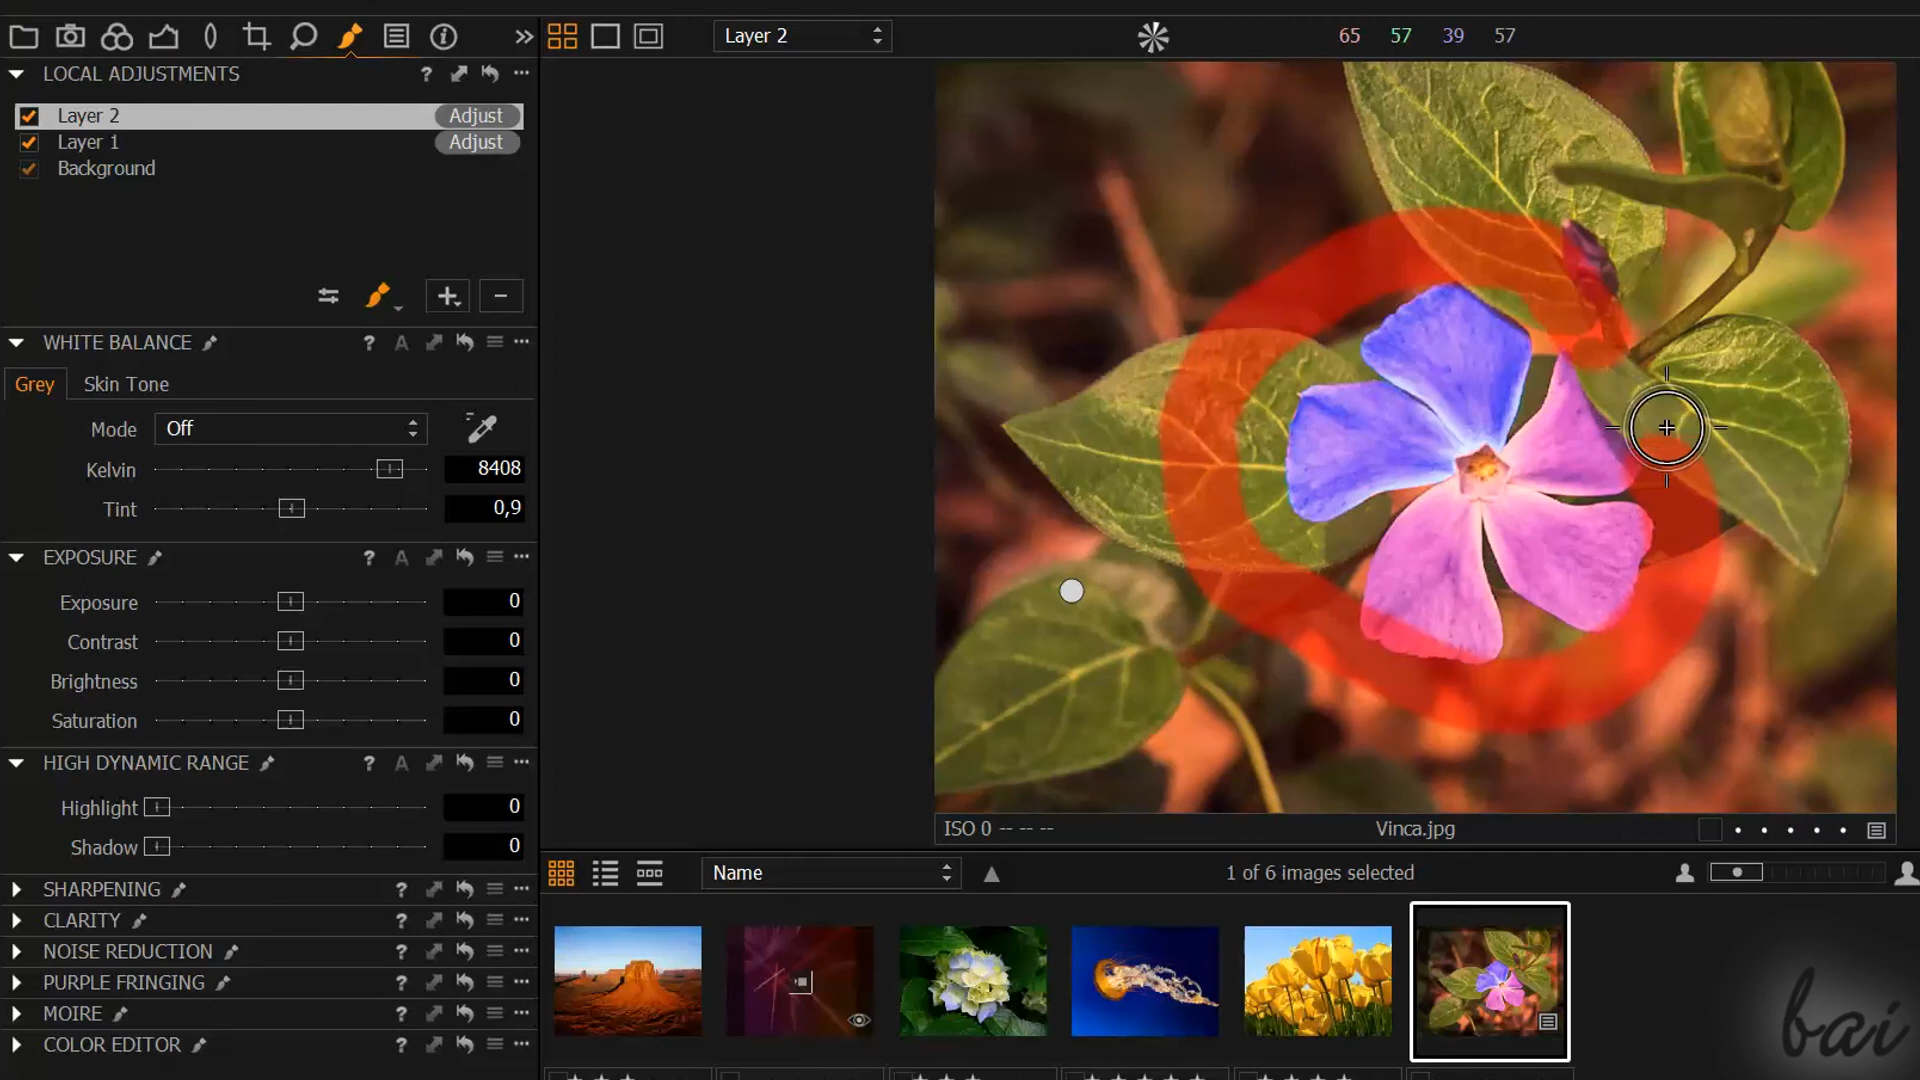 Layer 2
65 57 39 57
LOCAL ADJUSTMENTS ?
Layer 2 Adjust
Layer 1 Adjust
Background
WHITE BALANCE ? A
Grey Skin Tone
Mode Off
Kelvin 8408
Tint 0,9
EXPOSURE ? A
Exposure 0
Contrast 0
Brightness 0
Saturation 0
HIGH DYNAMIC RANGE ? A
Highlight 0
Shadow 0
SHARPENING ?
CLARITY ?
NOISE REDUCTION ?
PURPLE FRINGING ?
MOIRE ?
COLOR EDITOR ?
ISO 0 -- -- -- Vinca.jpg
Name 1 of 6 images selected
bai